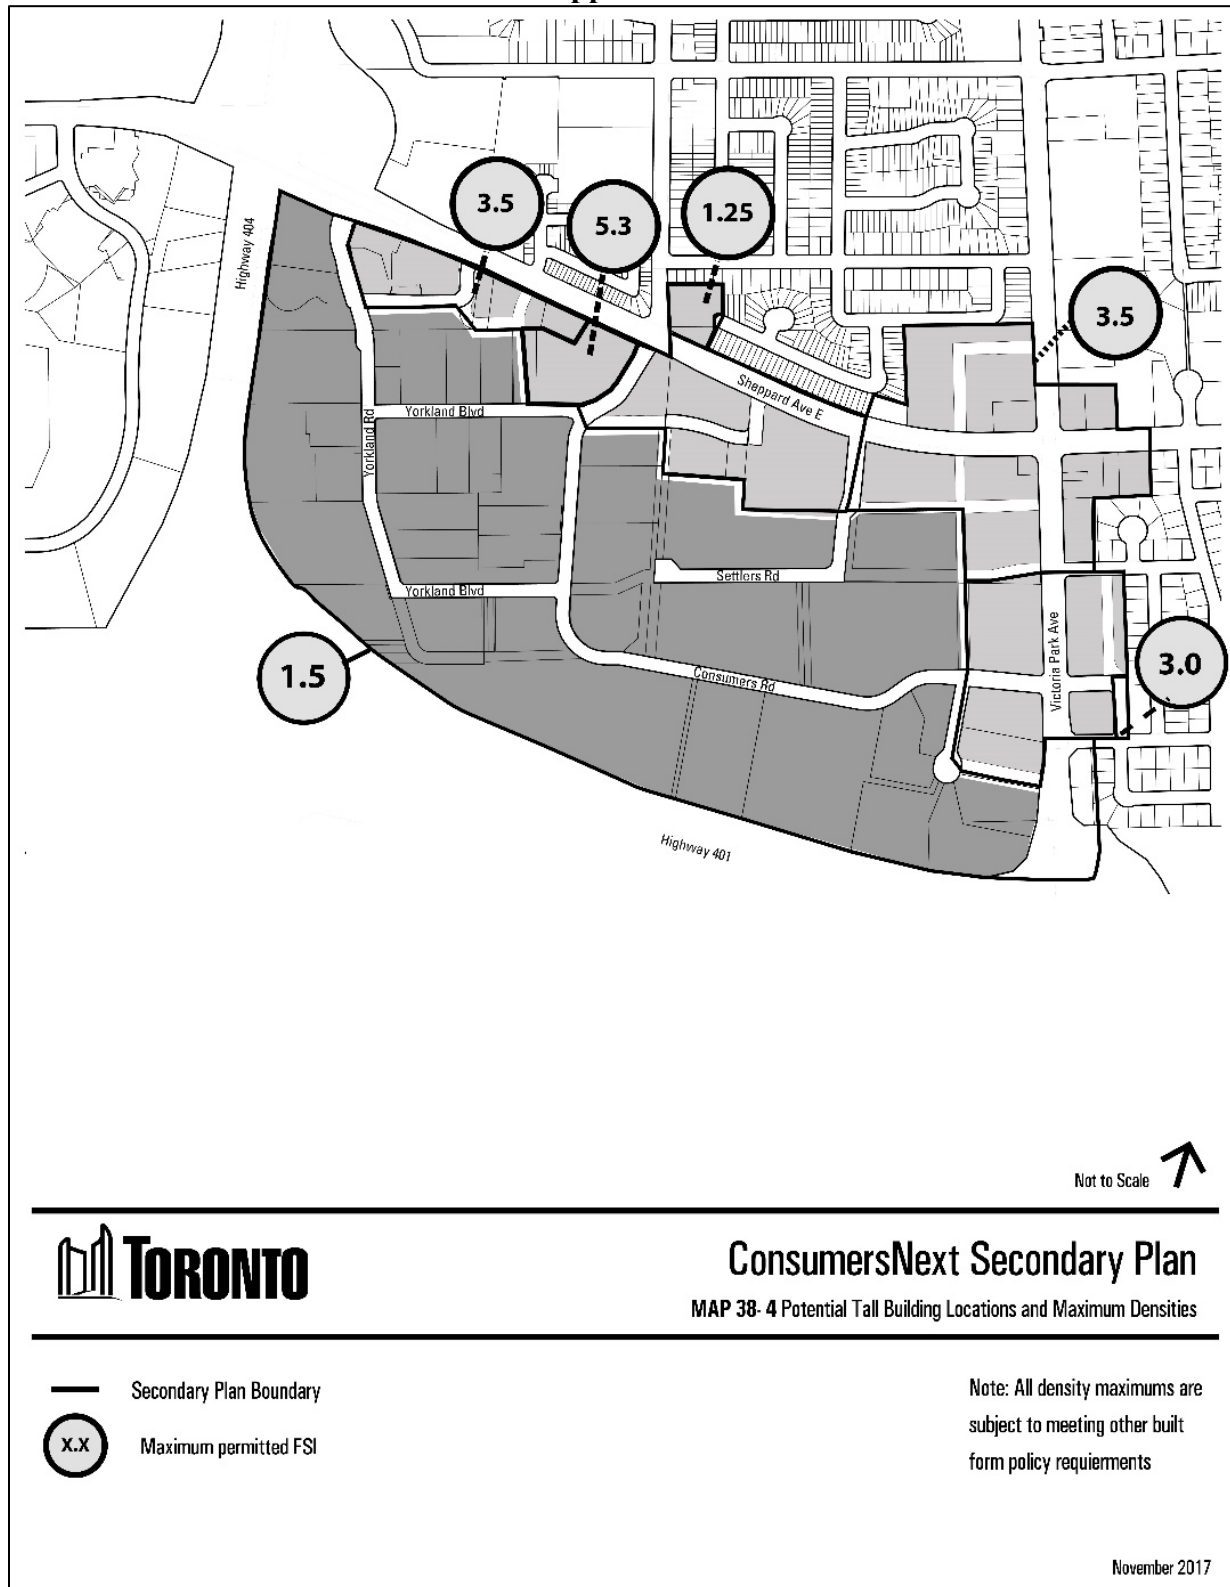 3.5
5.3
1.25
3.5
Highway 404
Sheppard Ave E
Yorkland Blvd
Yorkland Rd
Settlers Rd
Yorkland Blvd
Victoria Park Ave
1.5
Consumers Rd
3.0
Highway 401
Not to Scale
TORONTO
ConsumersNext Secondary Plan
MAP 38- 4 Potential Tall Building Locations and Maximum Densities
Secondary Plan Boundary
X.X
Maximum permitted FSI
Note: All density maximums are
subject to meeting other built
form policy requierments
November 2017